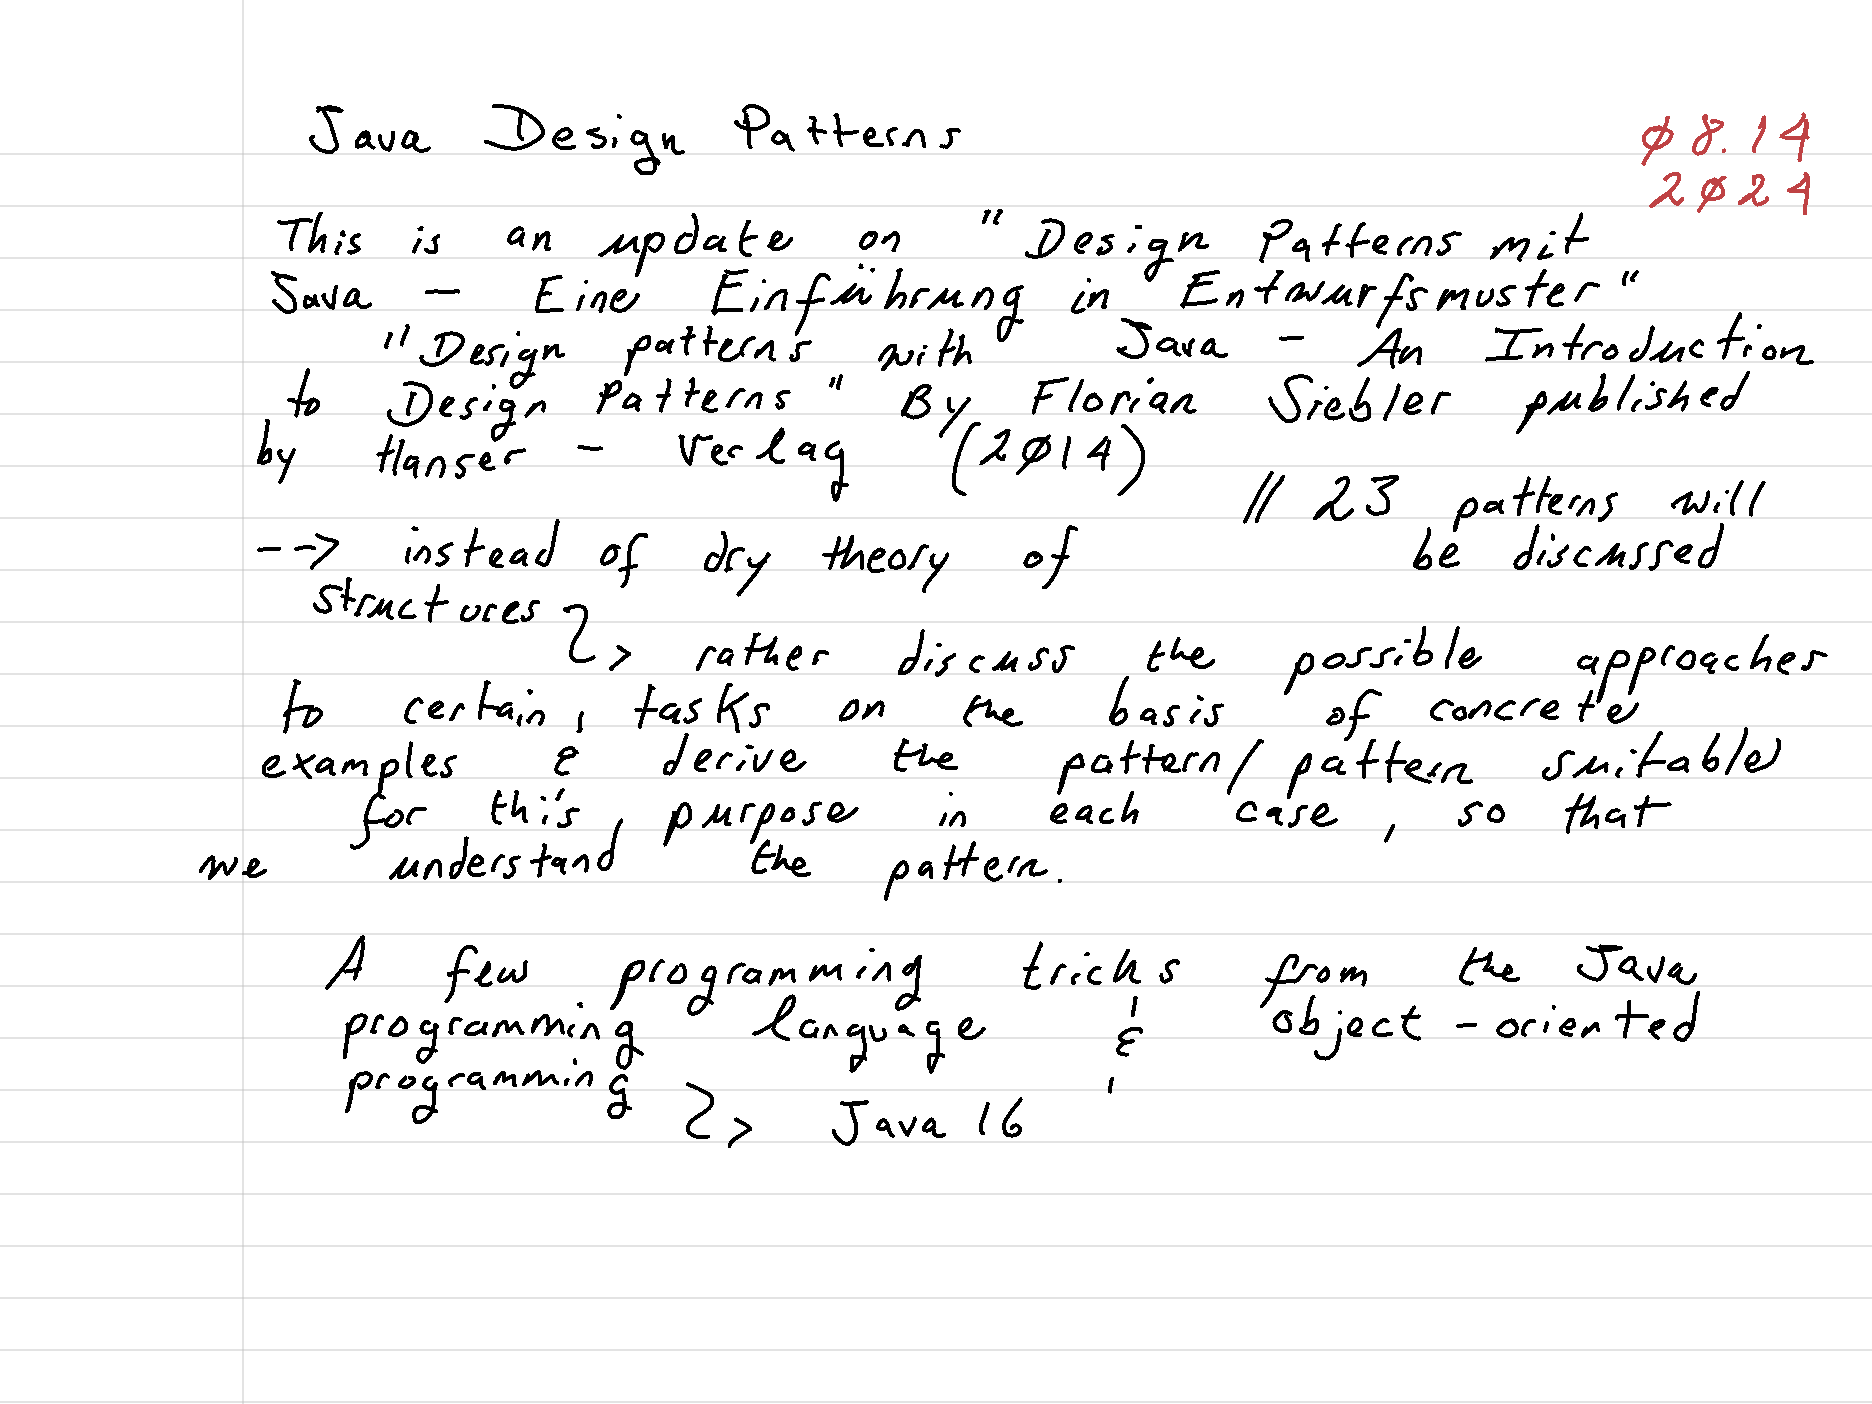 Java Design Patterns
ø8.14
2ø24
This is an update on "Design Patterns mit
Java - Eine Einführung in Entwurfsmuster"
"Design patterns with Java - An Introduction
to Design Patterns" By Florian Siebler published
by Hanser - Verlag (2ø14)
// 23 patterns will
be discussed
--> instead of dry theory of
structures
> rather discuss the possible approaches
to certain, tasks on the basis of concrete
examples & derive the pattern/pattern suitable
for this, purpose in each case, so that
we understand the pattern.
A few programming tricks from the Java
programming language & object-oriented
programming
> Java 16